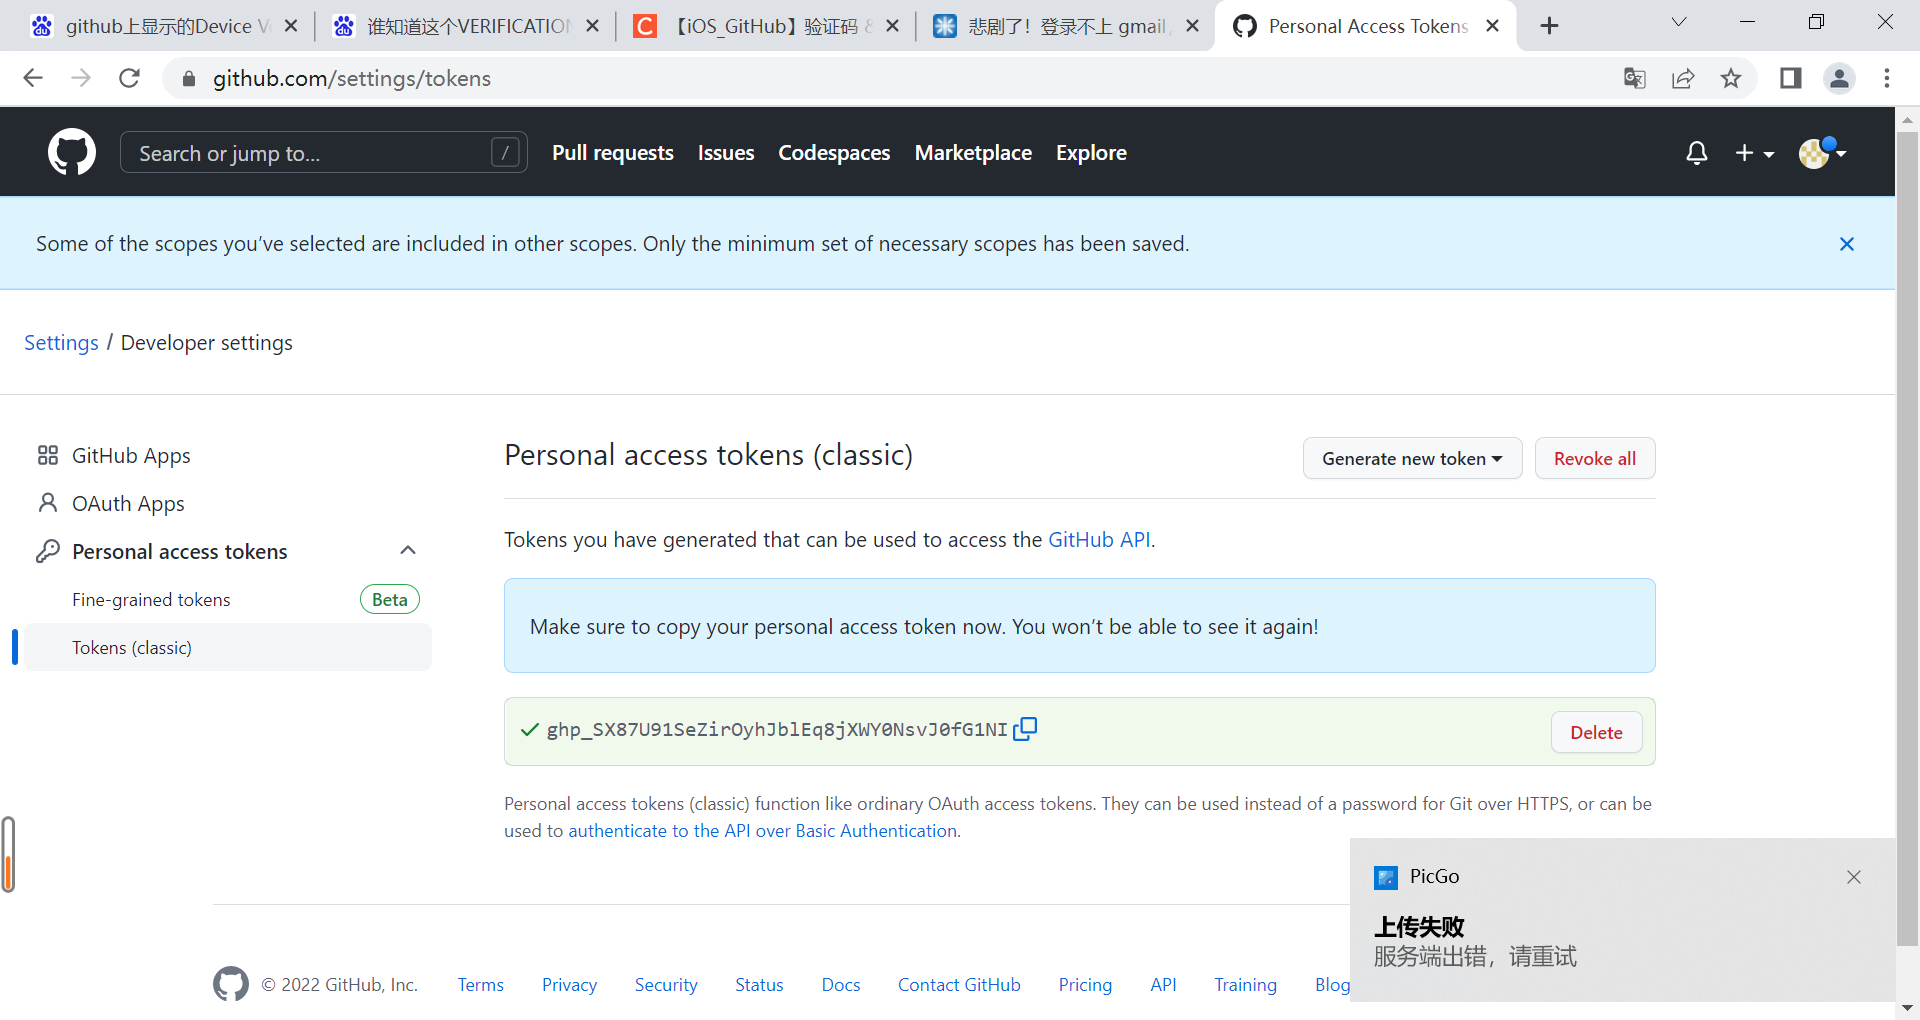 github上显示的Device V
谁知道这个VERIFICATION
【iOS_GitHub】验证码 8
悲剧了！登录不上 gmail,
Personal Access Tokens
github.com/settings/tokens
Search or jump to...
/
Pull requests
Issues
Codespaces
Marketplace
Explore
Some of the scopes you’ve selected are included in other scopes. Only the minimum set of necessary scopes has been saved.
Settings / Developer settings
GitHub Apps
OAuth Apps
Personal access tokens
Fine-grained tokens
Beta
Tokens (classic)
Personal access tokens (classic)
Generate new token
Revoke all
Tokens you have generated that can be used to access the GitHub API.
Make sure to copy your personal access token now. You won’t be able to see it again!
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
Delete
Personal access tokens (classic) function like ordinary OAuth access tokens. They can be used instead of a password for Git over HTTPS, or can be
used to authenticate to the API over Basic Authentication.
PicGo
上传失败
服务端出错，请重试
© 2022 GitHub, Inc.
Terms
Privacy
Security
Status
Docs
Contact GitHub
Pricing
API
Training
Blog